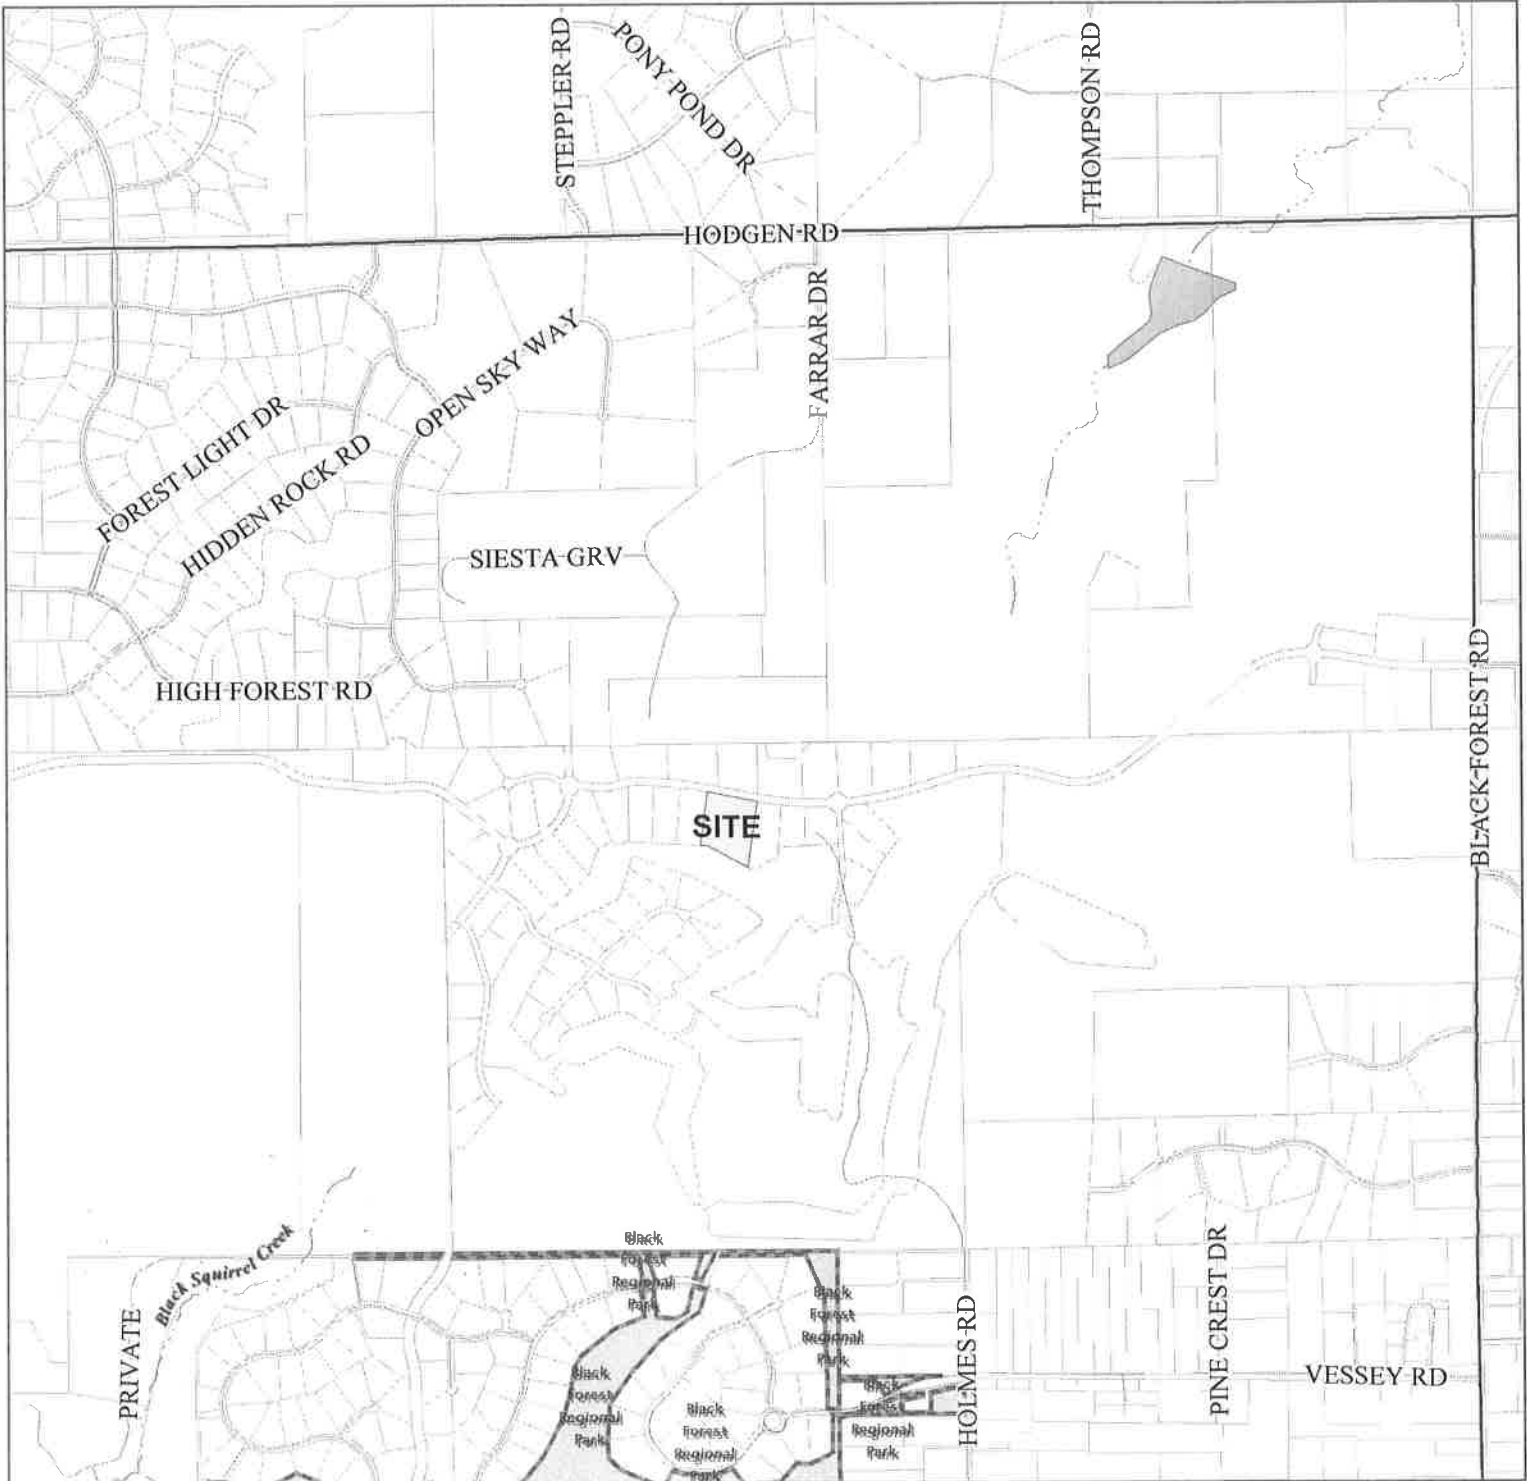 STEPPLER RD
PONY POND DR
THOMPSON RD
HODGEN RD
FARRAR DR
OPEN SKY WAY
FOREST LIGHT DR
HIDDEN ROCK RD
SIESTA GRV
HIGH FOREST RD
BLACK FOREST RD
SITE
Black Squirrel Creek
PRIVATE
Black
Forest
Regional
Park
Black
Forest
Regional
Park
Black
Forest
Regional
Park
Black
Forest
Regional
Park
Black
Forest
Regional
Park
HOLMES RD
PINE CREST DR
VESSEY RD